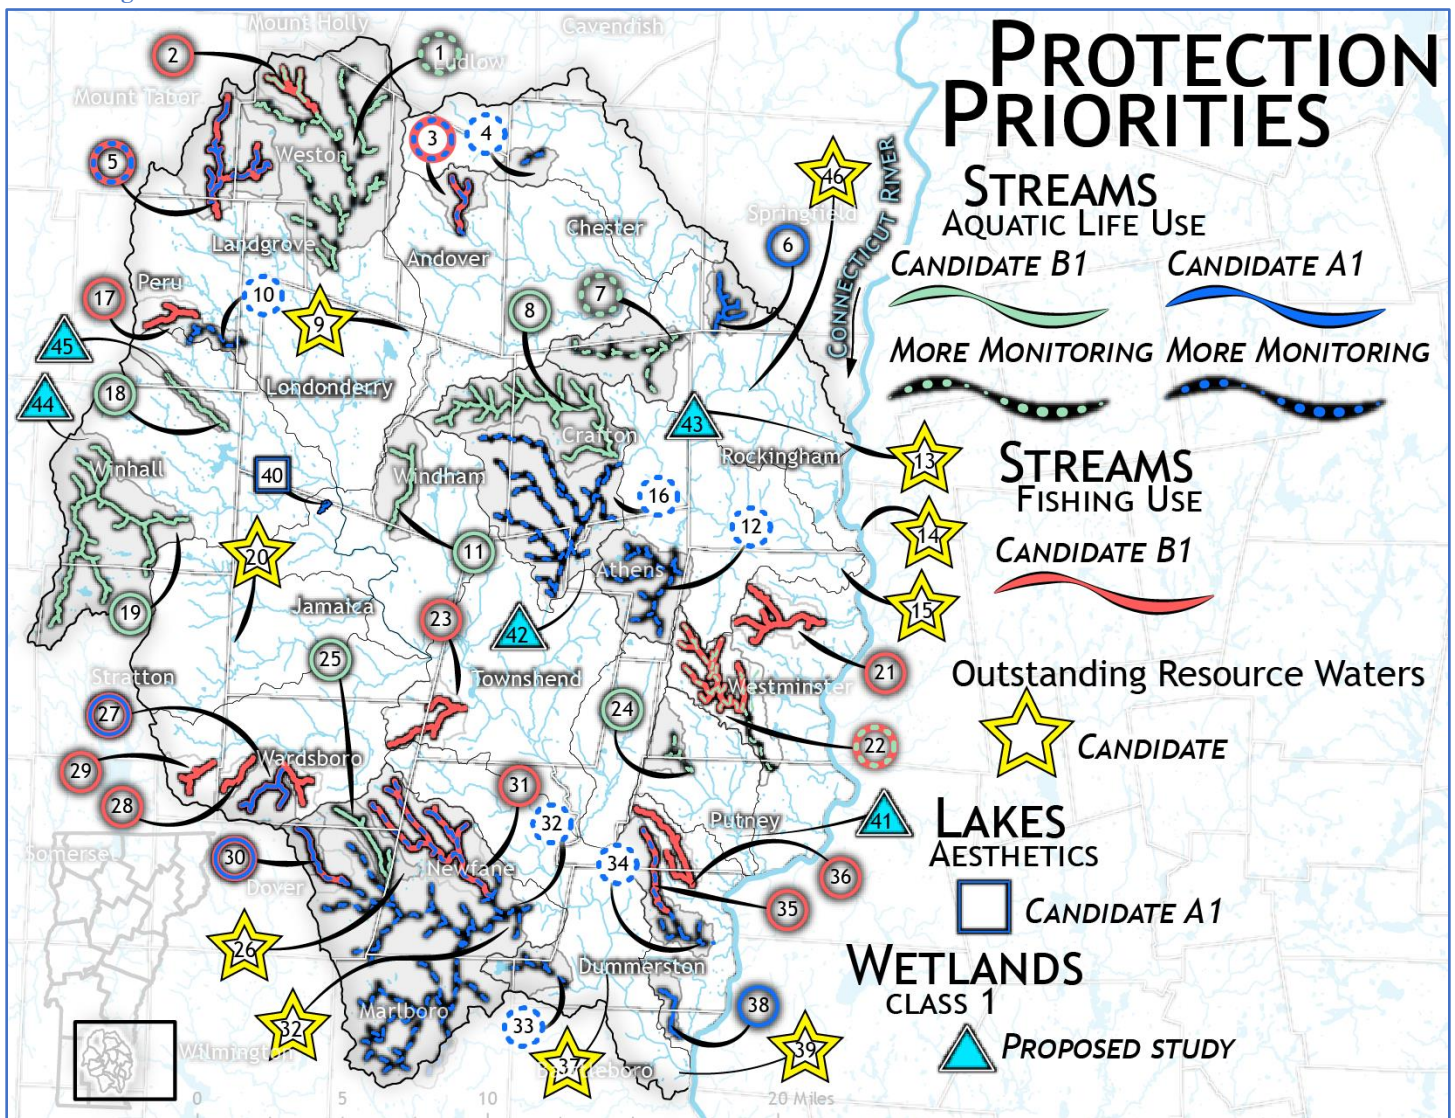 Mount Holly
Cavendish
2
1
Ludlow
Mount Tabor
3
4
5
Weston
46
Springfield
CONNECTICUT RIVER
Chester
6
Landgrove
Andover
Peru
17
10
9
8
7
45
Londonderry
18
44
43
Grafton
Rockingham
13
Winhall
40
Windham
16
12
14
20
11
Athens
15
19
Jamaica
23
42
25
Townshend
21
Stratton
Westminster
27
24
22
29
Wardsboro
28
31
32
Putney
41
30
Dover
Newfane
34
36
35
26
Dummerston
Marlboro
38
32
33
37
39
Wilmington
0 5 10 20 Miles
PROTECTION
PRIORITIES
STREAMS
AQUATIC LIFE USE
CANDIDATE B1
CANDIDATE A1
MORE MONITORING
MORE MONITORING
STREAMS
FISHING USE
CANDIDATE B1
Outstanding Resource Waters
CANDIDATE
LAKES
AESTHETICS
CANDIDATE A1
WETLANDS
CLASS 1
PROPOSED STUDY